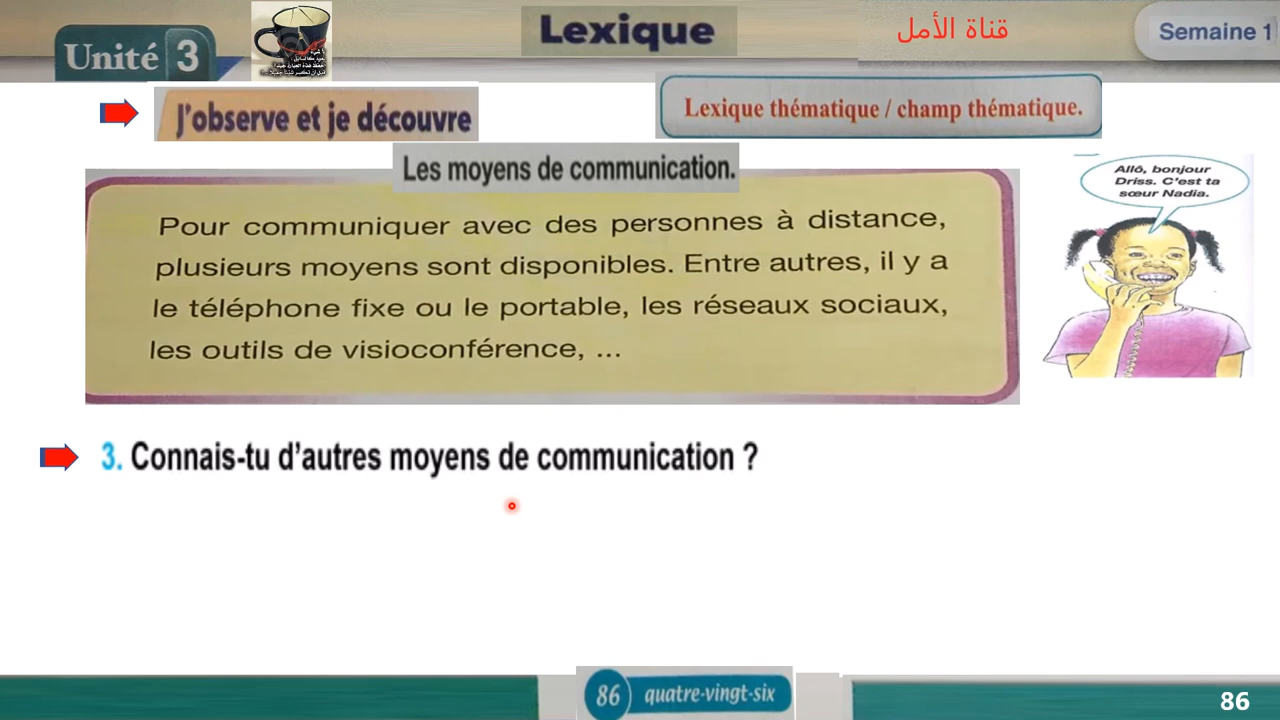 Unité 3
Lexique
قناة الأمل
Semaine 1
J'observe et je découvre
Lexique thématique / champ thématique.
Les moyens de communication.
Pour communiquer avec des personnes à distance,
plusieurs moyens sont disponibles. Entre autres, il y a
le téléphone fixe ou le portable, les réseaux sociaux,
les outils de visioconférence, ...
Allô, bonjour
Driss. C'est ta
sœur Nadia.
3. Connais-tu d'autres moyens de communication ?
86 quatre-vingt-six
86